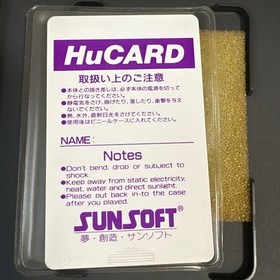 HuCARD
取扱い上のご注意
●本体との抜き差しは、必ず本体の電源を切って
から行なってください。
●静電気をさけ、曲げたり、落したり、衝撃を与え
ないでください。
●熱、水分、直射日光をさけてください。
●使用後はビニールケースに入れてください。
NAME:
Notes
●Don't bend, drop or subject to
shock.
●Keep away from static electricity,
heat, water and direct sunlight.
●Please put back in to the case
after you played.
SUNSOFT®
夢・創造・サンソフト